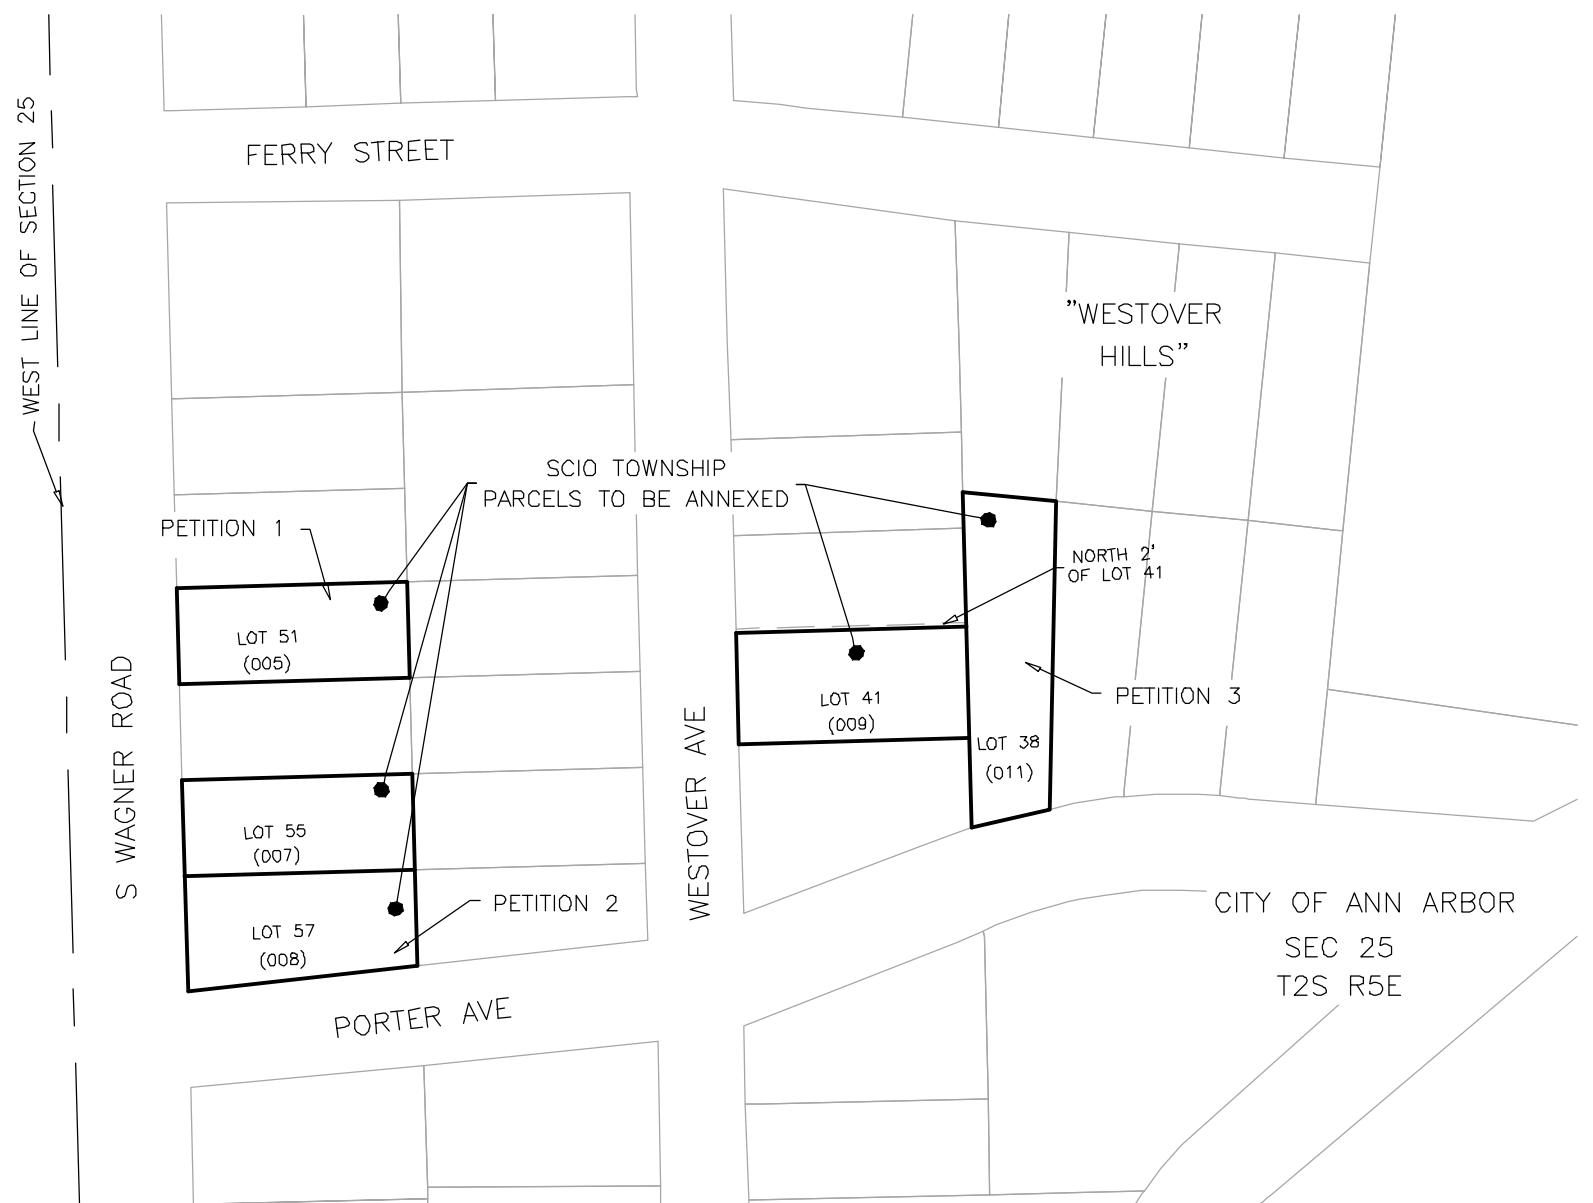 WEST LINE OF SECTION 25
FERRY STREET
"WESTOVER
HILLS"
SCIO TOWNSHIP
PARCELS TO BE ANNEXED
PETITION 1
NORTH 2'
OF LOT 41
LOT 51
(005)
S WAGNER ROAD
WESTOVER AVE
LOT 41
(009)
PETITION 3
LOT 38
(011)
LOT 55
(007)
PETITION 2
LOT 57
(008)
CITY OF ANN ARBOR
SEC 25
T2S R5E
PORTER AVE